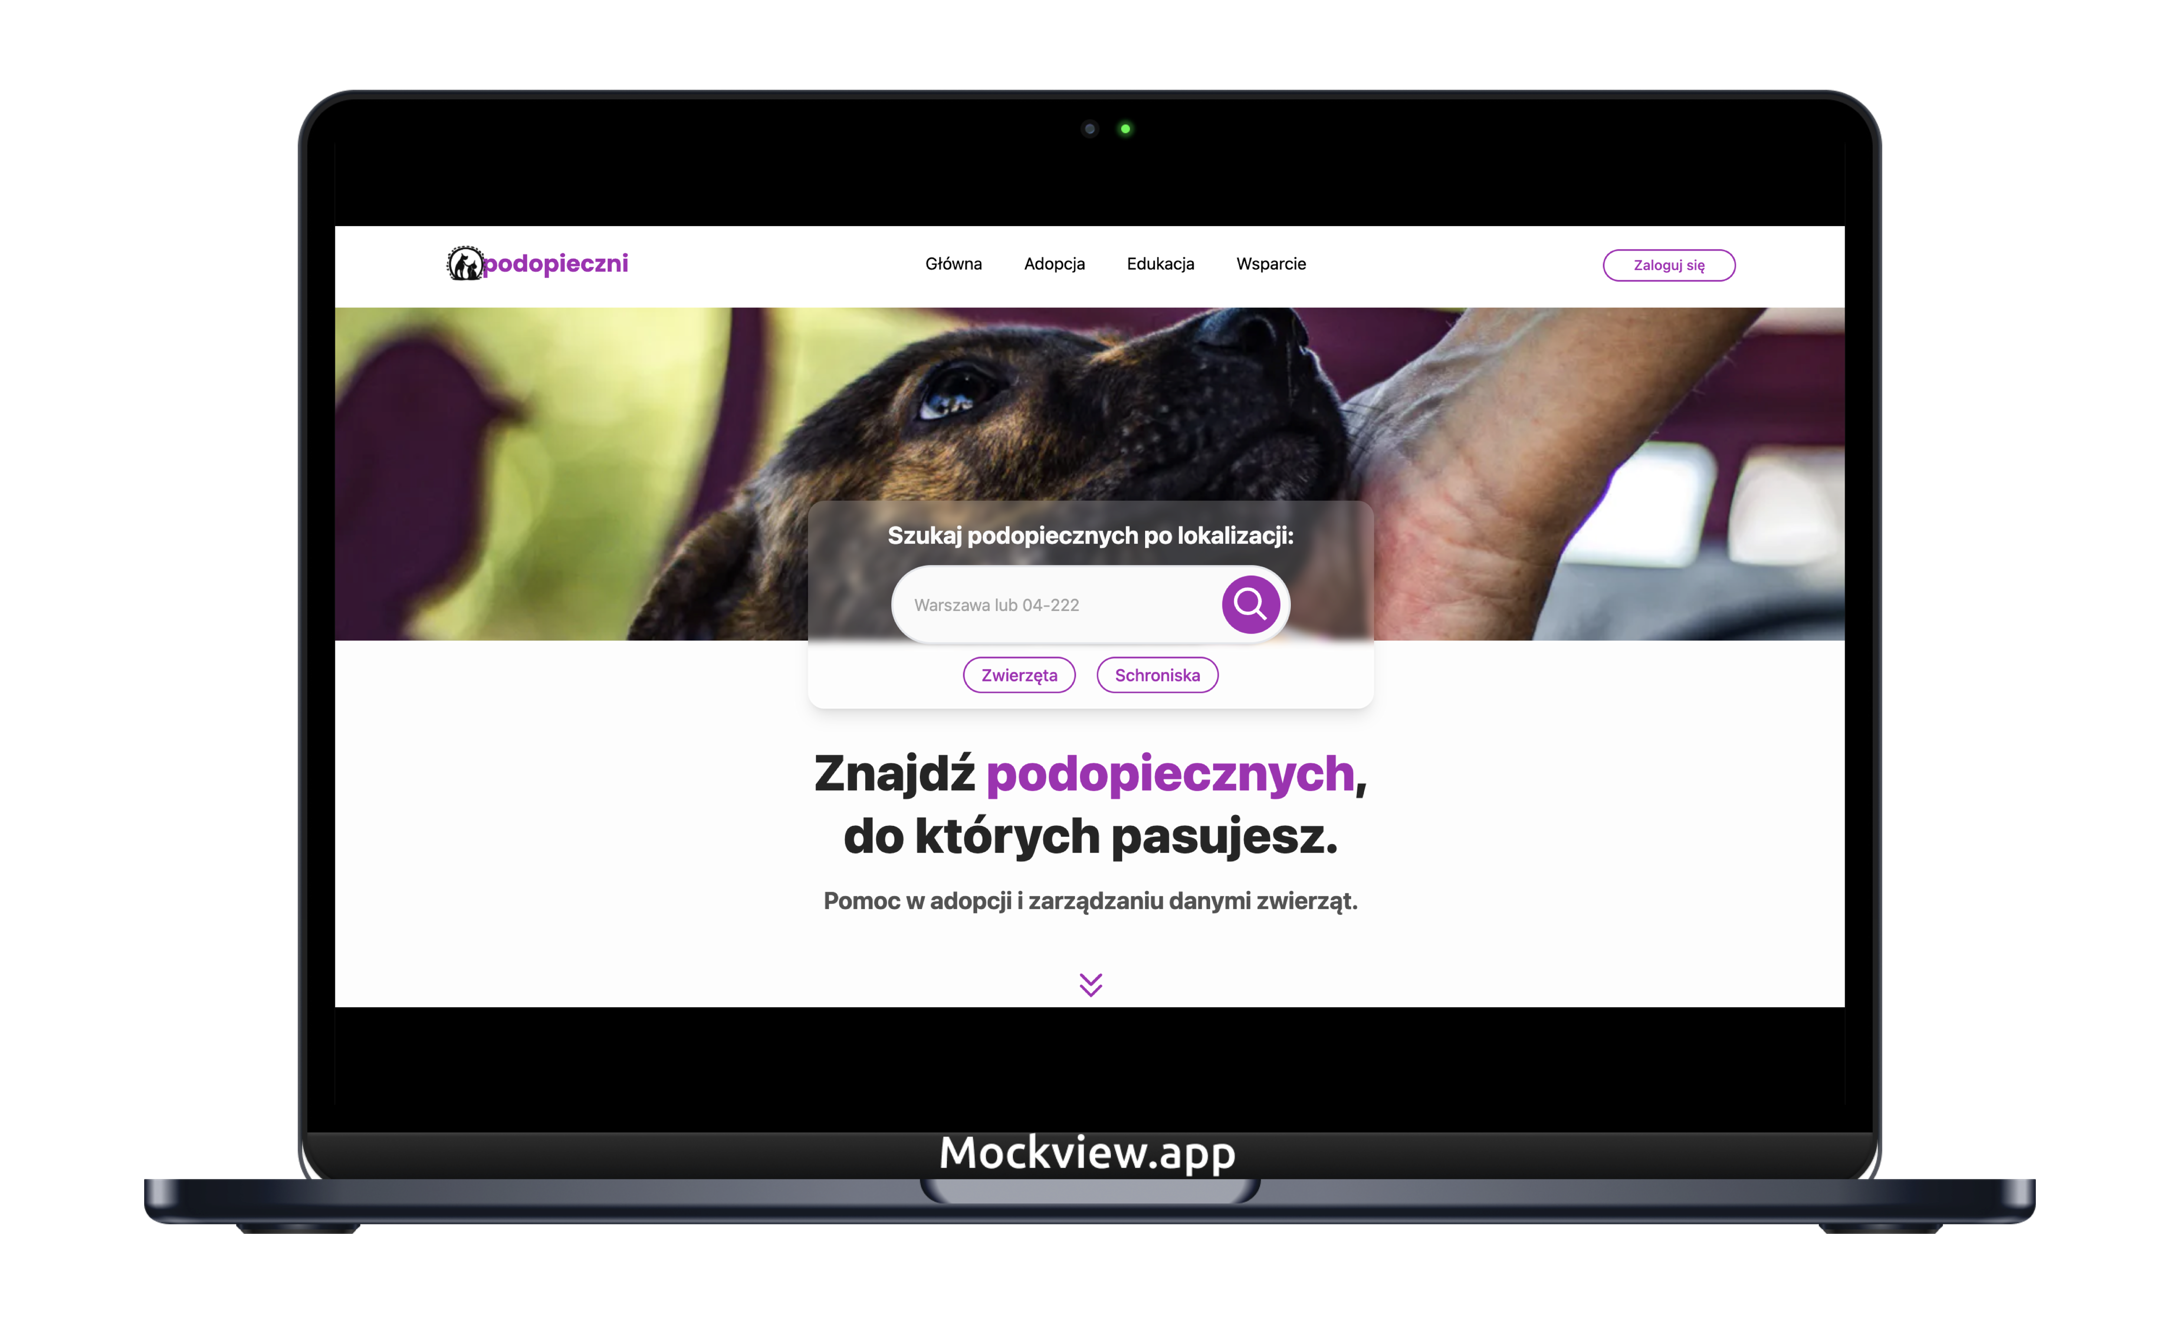 podopieczni
Główna
Adopcja
Edukacja
Wsparcie
Zaloguj się
Szukaj podopiecznych po lokalizacji:
Warszawa lub 04-222
Zwierzęta
Schroniska
Znajdź podopiecznych,
do których pasujesz.
Pomoc w adopcji i zarządzaniu danymi zwierząt.
Mockview.app